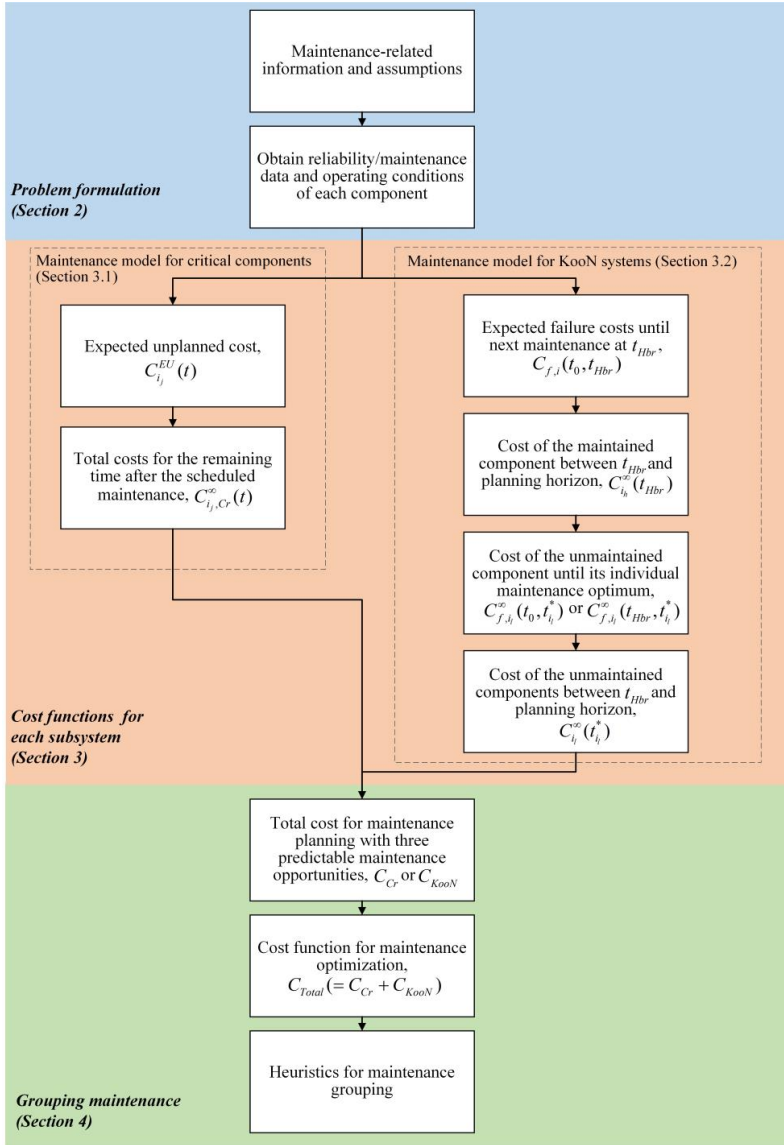 Maintenance-related
information and assumptions
Obtain reliability/maintenance
data and operating conditions
of each component
Problem formulation
(Section 2)
Maintenance model for critical components
(Section 3.1)
Expected unplanned cost,
C_{i_j}^{EU}(t)
Total costs for the remaining
time after the scheduled
maintenance, C_{i_j,Cr}^{∞}(t)
Maintenance model for KooN systems (Section 3.2)
Expected failure costs until
next maintenance at t_{Hbr},
C_{f,i}(t_0, t_{Hbr})
Cost of the maintained
component between t_{Hbr} and
planning horizon, C_{i_h}^{∞}(t_{Hbr})
Cost of the unmaintained
component until its individual
maintenance optimum,
C_{f,i_l}^{∞}(t_0, t_{i_l}^*) or C_{f,i_l}^{∞}(t_{Hbr}, t_{i_l}^*)
Cost of the unmaintained
components between t_{Hbr} and
planning horizon,
C_{i_l}^{∞}(t_{i_l}^*)
Cost functions for
each subsystem
(Section 3)
Total cost for maintenance
planning with three
predictable maintenance
opportunities, C_{Cr} or C_{KooN}
Cost function for maintenance
optimization,
C_{Total}(= C_{Cr} + C_{KooN})
Heuristics for maintenance
grouping
Grouping maintenance
(Section 4)